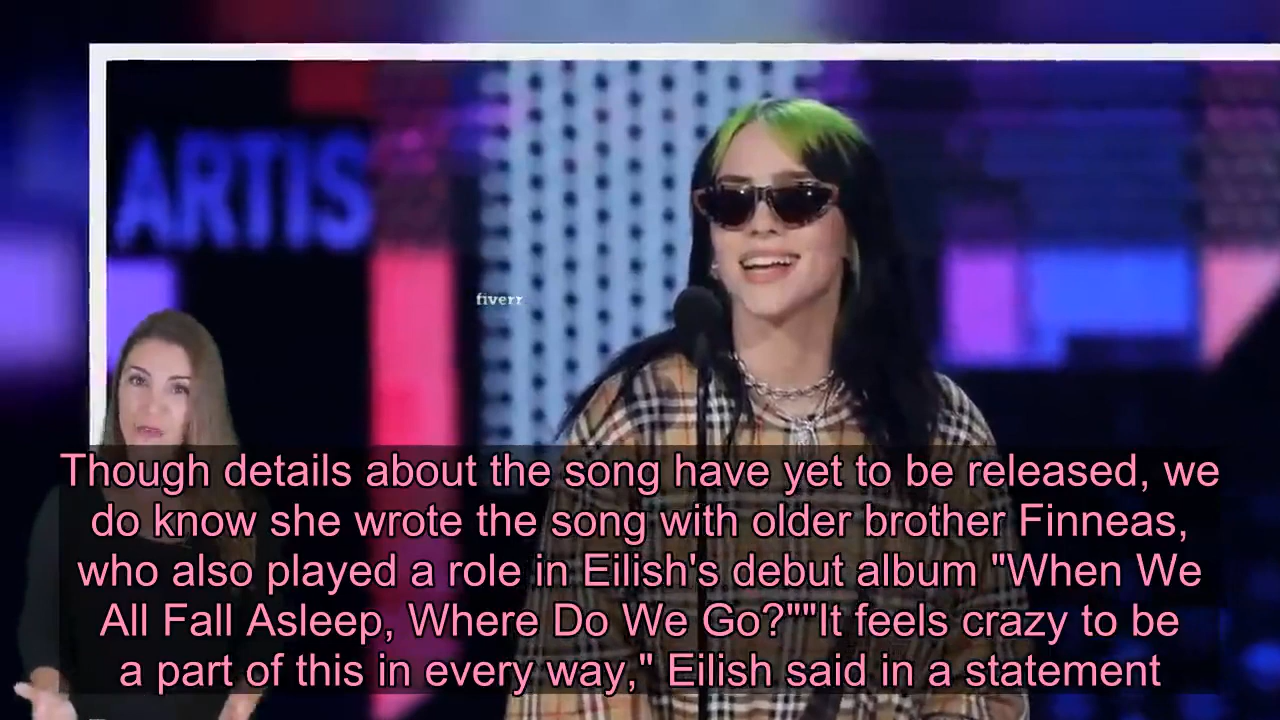 ARTIS
fiverr
Though details about the song have yet to be released, we
do know she wrote the song with older brother Finneas,
who also played a role in Eilish's debut album "When We
All Fall Asleep, Where Do We Go?""It feels crazy to be
a part of this in every way," Eilish said in a statement